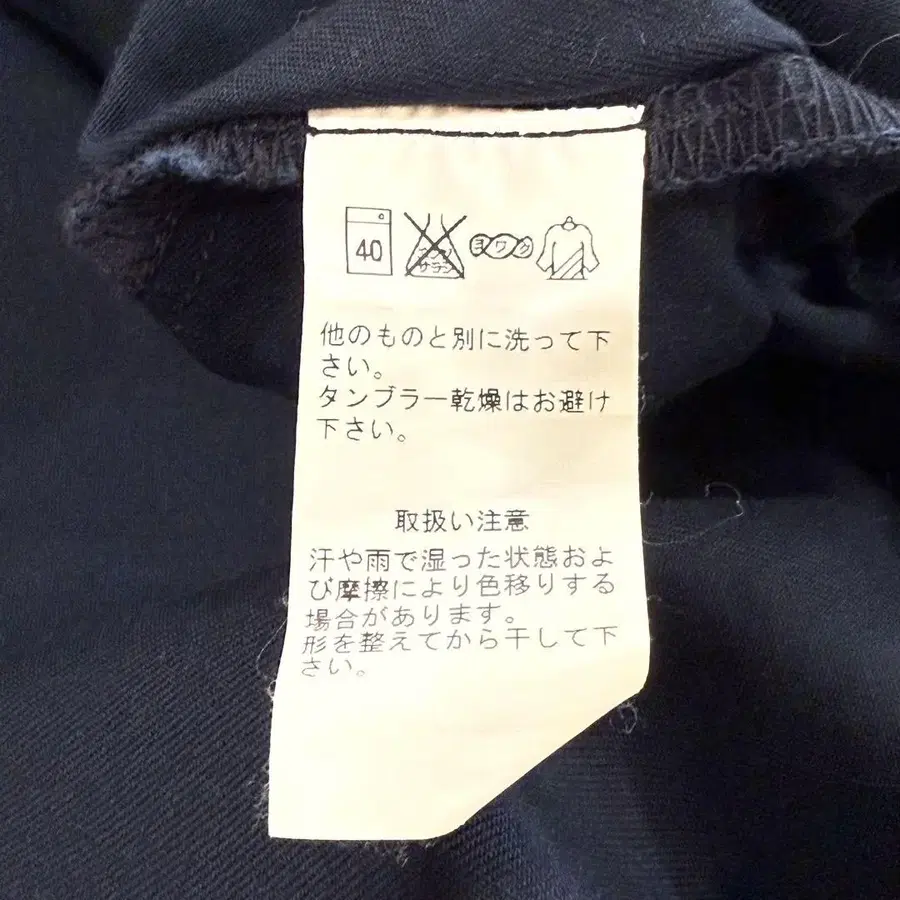 40
エンソ サラシ
ヨワク
他のものと別に洗って下
さい。
タンブラー乾燥はお避け
下さい。
取扱い注意
汗や雨で湿った状態およ
び摩擦により色移りする
場合があります。
形を整えてから干して下
さい。